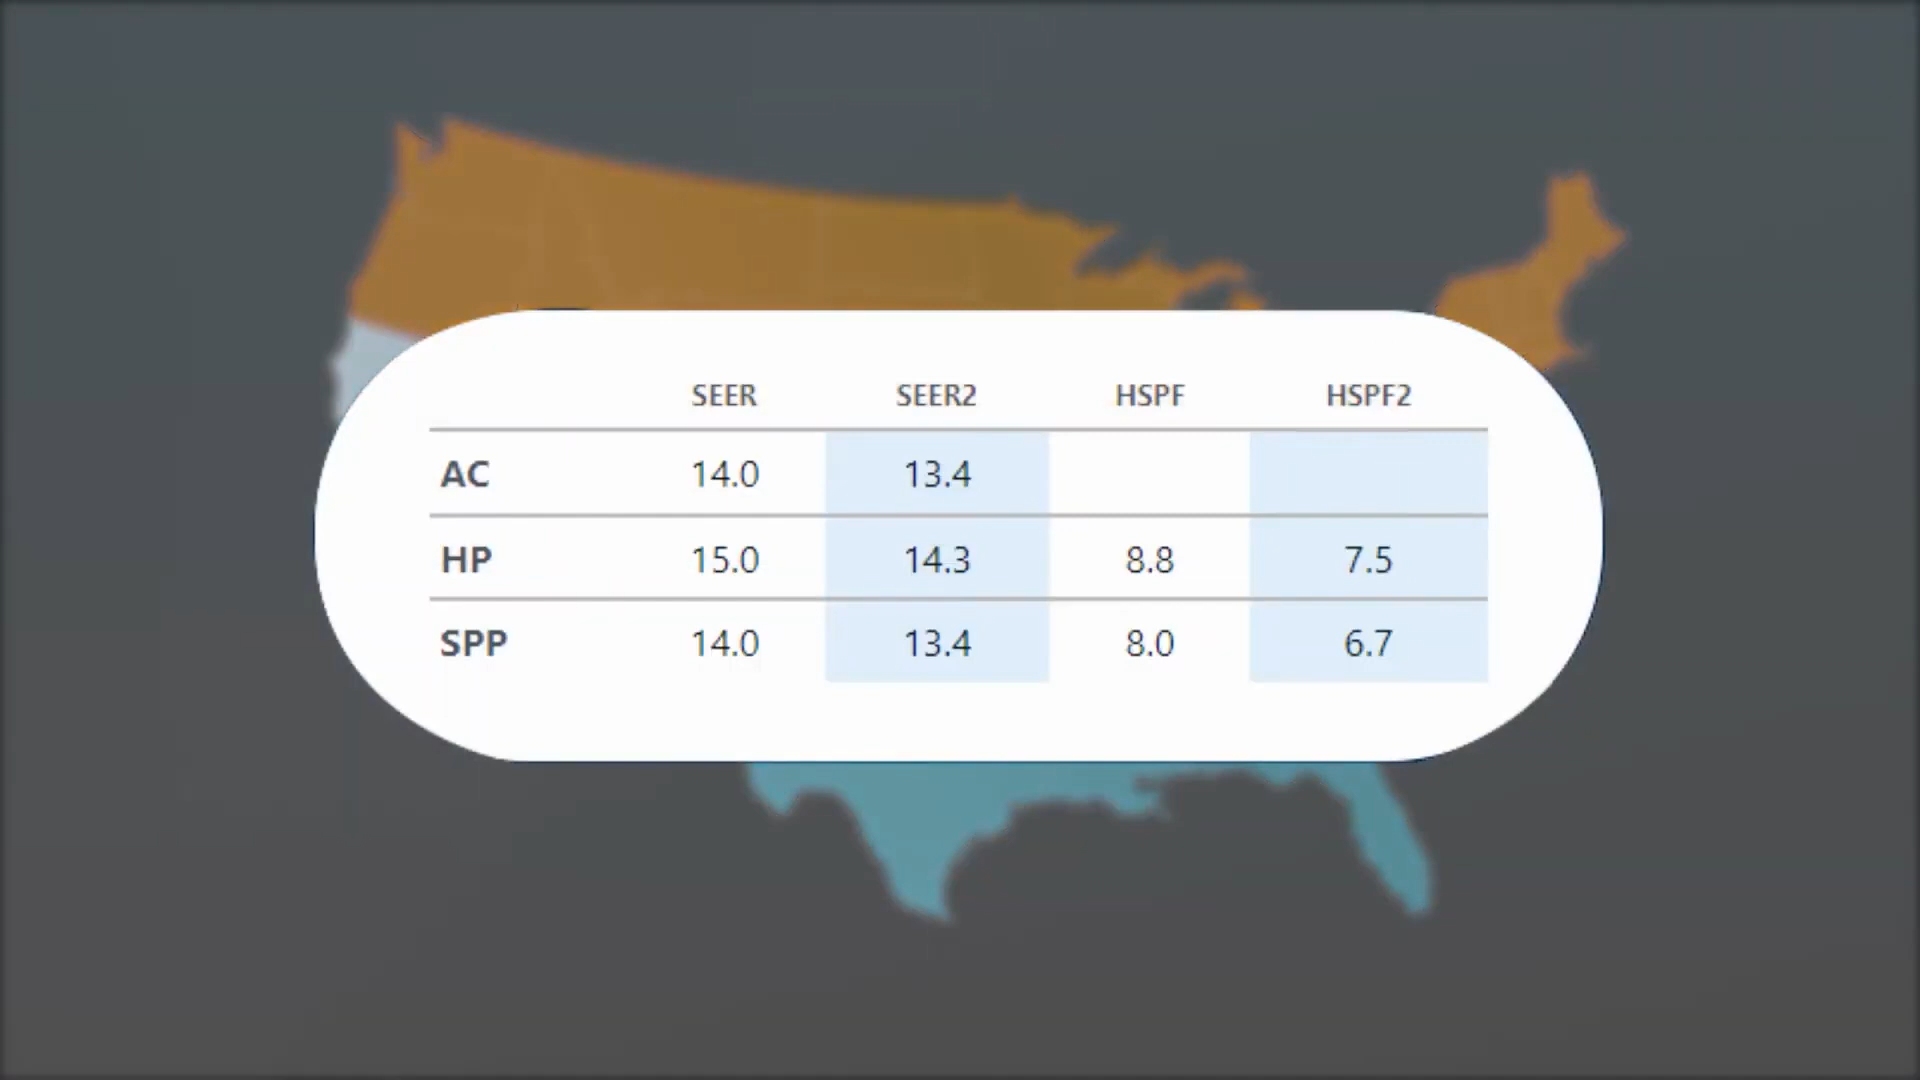 SEER SEER2 HSPF HSPF2
AC 14.0 13.4
HP 15.0 14.3 8.8 7.5
SPP 14.0 13.4 8.0 6.7